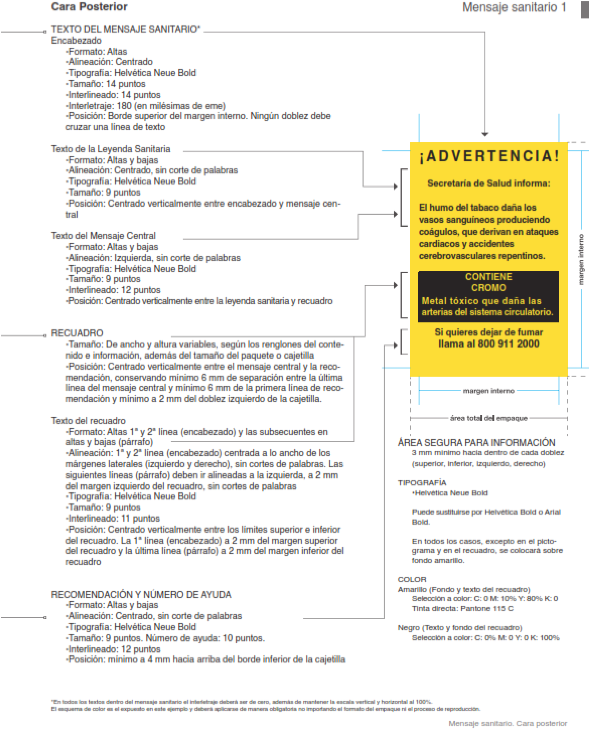 Cara Posterior
Mensaje sanitario 1
TEXTO DEL MENSAJE SANITARIO*
Encabezado
•Formato: Altas
•Alineación: Centrado
•Tipografía: Helvética Neue Bold
•Tamaño: 14 puntos
•Interlineado: 14 puntos
•Interletraje: 180 (en milésimas de eme)
•Posición: Borde superior del margen interno. Ningún doblez debe
cruzar una línea de texto
Texto de la Leyenda Sanitaria
•Formato: Altas y bajas
•Alineación: Centrado, sin corte de palabras
•Tipografía: Helvética Neue Bold
•Tamaño: 9 puntos
•Posición: Centrado verticalmente entre encabezado y mensaje cen-
tral
Texto del Mensaje Central
•Formato: Altas y bajas
•Alineación: Izquierda, sin corte de palabras
•Tipografía: Helvética Neue Bold
•Tamaño: 9 puntos
•Interlineado: 12 puntos
•Posición: Centrado verticalmente entre la leyenda sanitaria y recuadro
RECUADRO
•Tamaño: De ancho y altura variables, según los renglones del conte-
nido e información, además del tamaño del paquete o cajetilla
•Posición: Centrado verticalmente entre el mensaje central y la reco-
mendación, conservando mínimo 6 mm de separación entre la última
línea del mensaje central y mínimo 6 mm de la primera línea de reco-
mendación y mínimo a 2 mm del doblez izquierdo de la cajetilla.
Texto del recuadro
•Formato: Altas 1ª y 2ª línea (encabezado) y las subsecuentes en
altas y bajas (párrafo)
•Alineación: 1ª y 2ª línea (encabezado) centrada a lo ancho de los
márgenes laterales (izquierdo y derecho), sin cortes de palabras. Las
siguientes líneas (párrafo) deben ir alineadas a la izquierda, a 2 mm
del margen izquierdo del recuadro, sin cortes de palabras
•Tipografía: Helvética Neue Bold
•Tamaño: 9 puntos
•Interlineado: 11 puntos
•Posición: Centrado verticalmente entre los límites superior e inferior
del recuadro. La 1ª línea (encabezado) a 2 mm del margen superior
del recuadro y la última línea (párrafo) a 2 mm del margen inferior del
recuadro
RECOMENDACIÓN Y NÚMERO DE AYUDA
•Formato: Altas y bajas
•Alineación: Centrado, sin corte de palabras
•Tipografía: Helvética Neue Bold
•Tamaño: 9 puntos. Número de ayuda: 10 puntos.
•Interlineado: 12 puntos
•Posición: mínimo a 4 mm hacia arriba del borde inferior de la cajetilla
¡ADVERTENCIA!
Secretaría de Salud informa:
El humo del tabaco daña los
vasos sanguíneos produciendo
coágulos, que derivan en ataques
cardiacos y accidentes
cerebrovasculares repentinos.
CONTIENE
CROMO
Metal tóxico que daña las
arterias del sistema circulatorio.
Si quieres dejar de fumar
llama al 800 911 2000
margen interno
margen interno
área total del empaque
ÁREA SEGURA PARA INFORMACIÓN
3 mm mínimo hacia dentro de cada doblez
(superior, inferior, izquierdo, derecho)
TIPOGRAFÍA
•Helvética Neue Bold
Puede sustituirse por Helvética Bold o Arial
Bold.
En todos los casos, excepto en el picto-
grama y en el recuadro, se colocará sobre
fondo amarillo.
COLOR
Amarillo (Fondo y texto del recuadro)
Selección a color: C: 0 M: 10% Y: 80% K: 0
Tinta directa: Pantone 115 C
Negro (Texto y fondo del recuadro)
Selección a color: C: 0% M: 0 Y: 0 K: 100%
*En todos los textos dentro del mensaje sanitario el interletraje deberá ser de cero, además de mantener la escala vertical y horizontal al 100%.
El esquema de color es el expuesto en este ejemplo y deberá aplicarse de manera obligatoria no importando el formato del empaque ni el proceso de reproducción.
Mensaje sanitario. Cara posterior